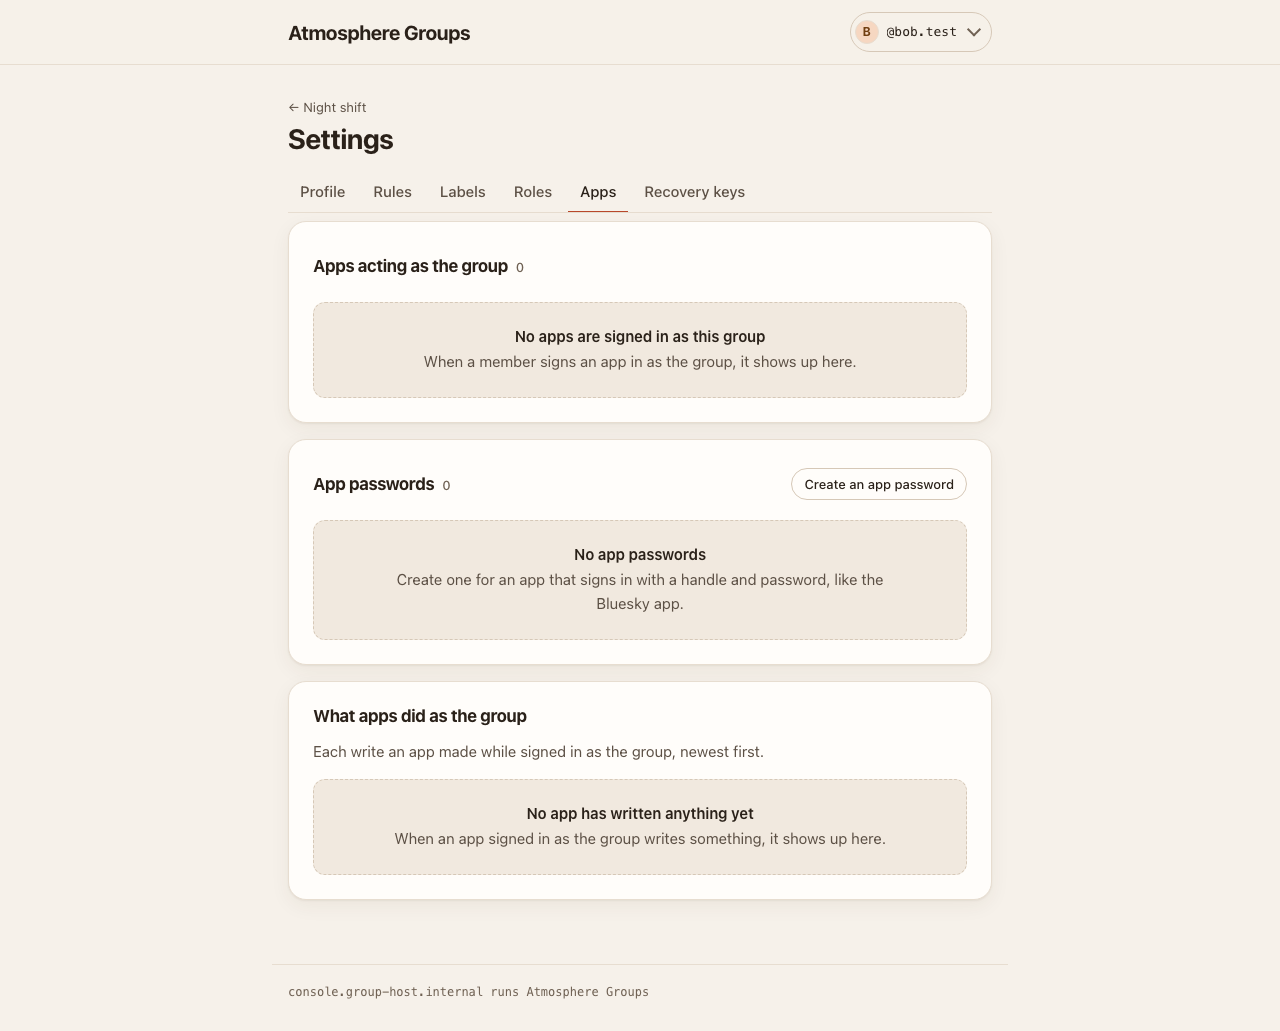 Atmosphere Groups
B @bob.test
← Night shift
Settings
Profile Rules Labels Roles Apps Recovery keys
Apps acting as the group 0
No apps are signed in as this group
When a member signs an app in as the group, it shows up here.
App passwords 0
Create an app password
No app passwords
Create one for an app that signs in with a handle and password, like the
Bluesky app.
What apps did as the group
Each write an app made while signed in as the group, newest first.
No app has written anything yet
When an app signed in as the group writes something, it shows up here.
console.group-host.internal runs Atmosphere Groups